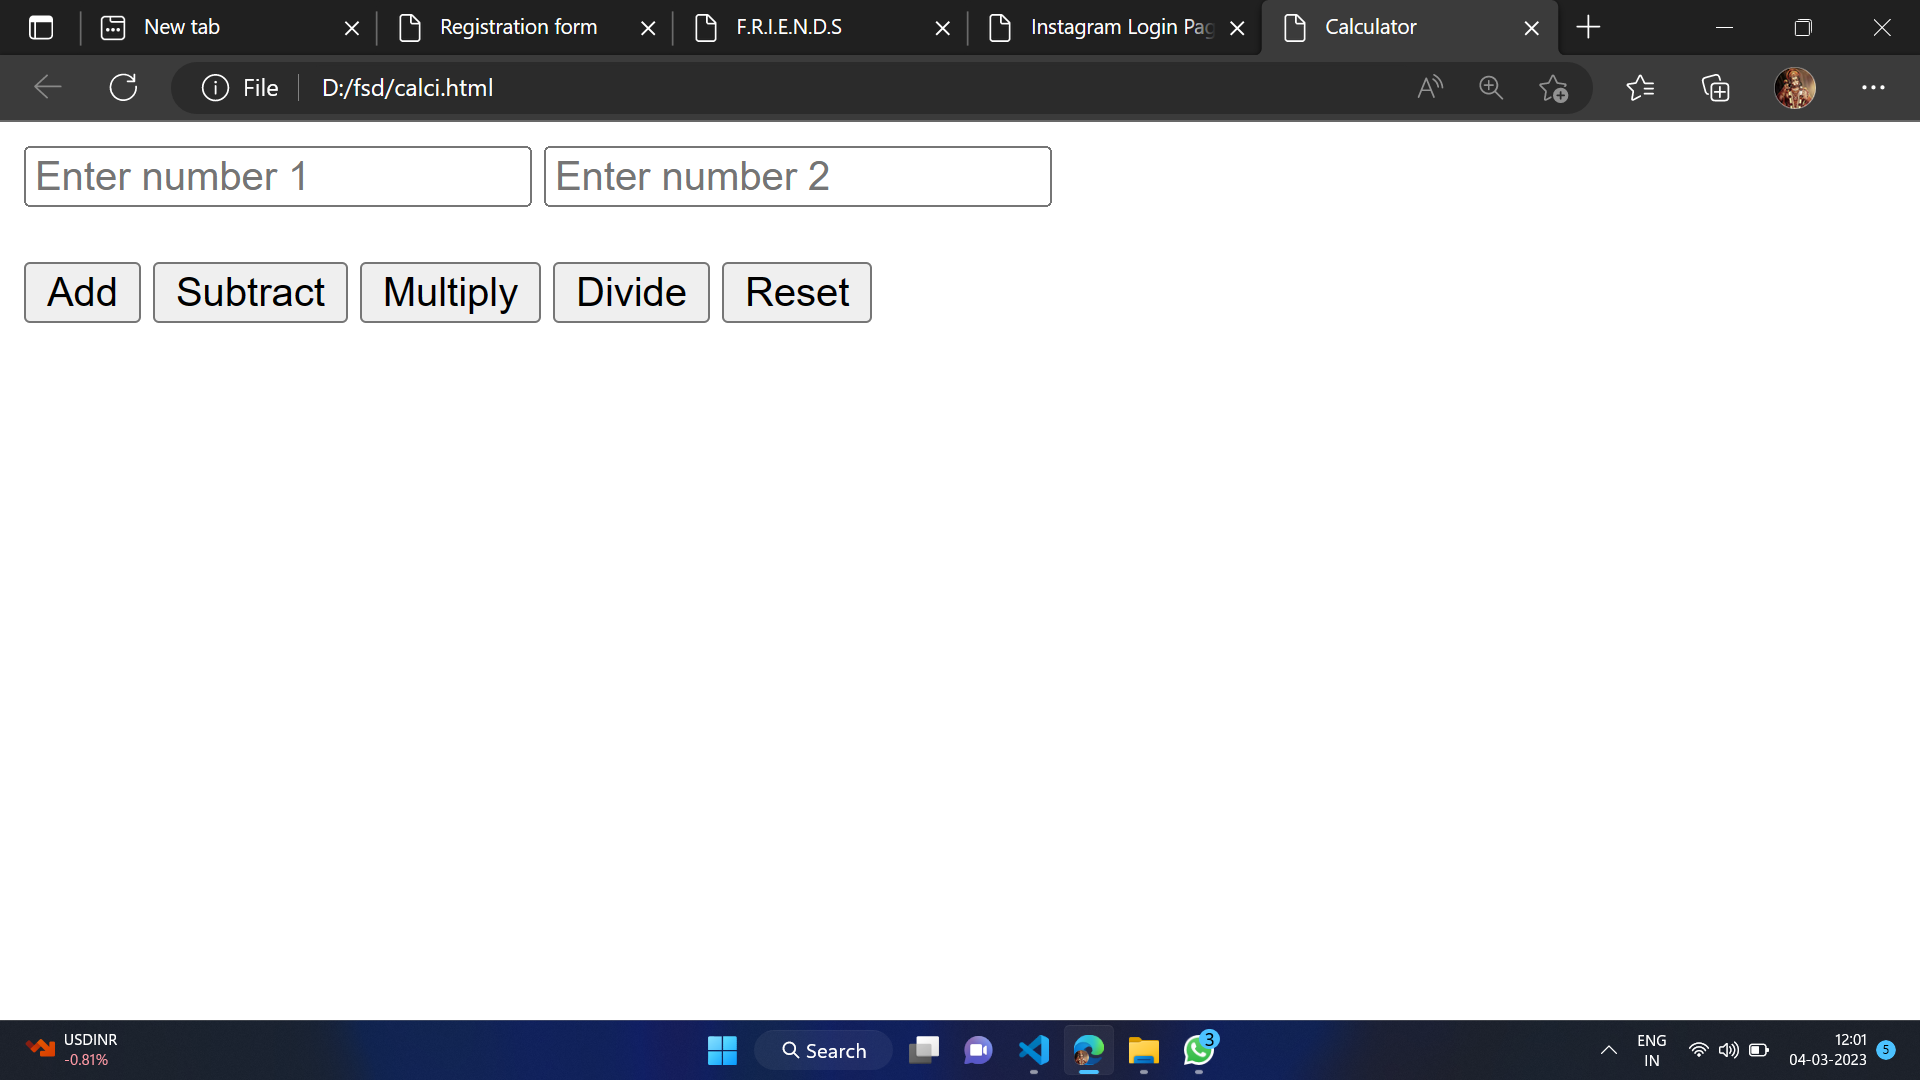 New tab
Registration form
F.R.I.E.N.D.S
Instagram Login Pag
Calculator
File
D:/fsd/calci.html
Enter number 1
Enter number 2
Add
Subtract
Multiply
Divide
Reset
USDINR
-0.81%
Search
3
ENG
IN
12:01
04-03-2023
5